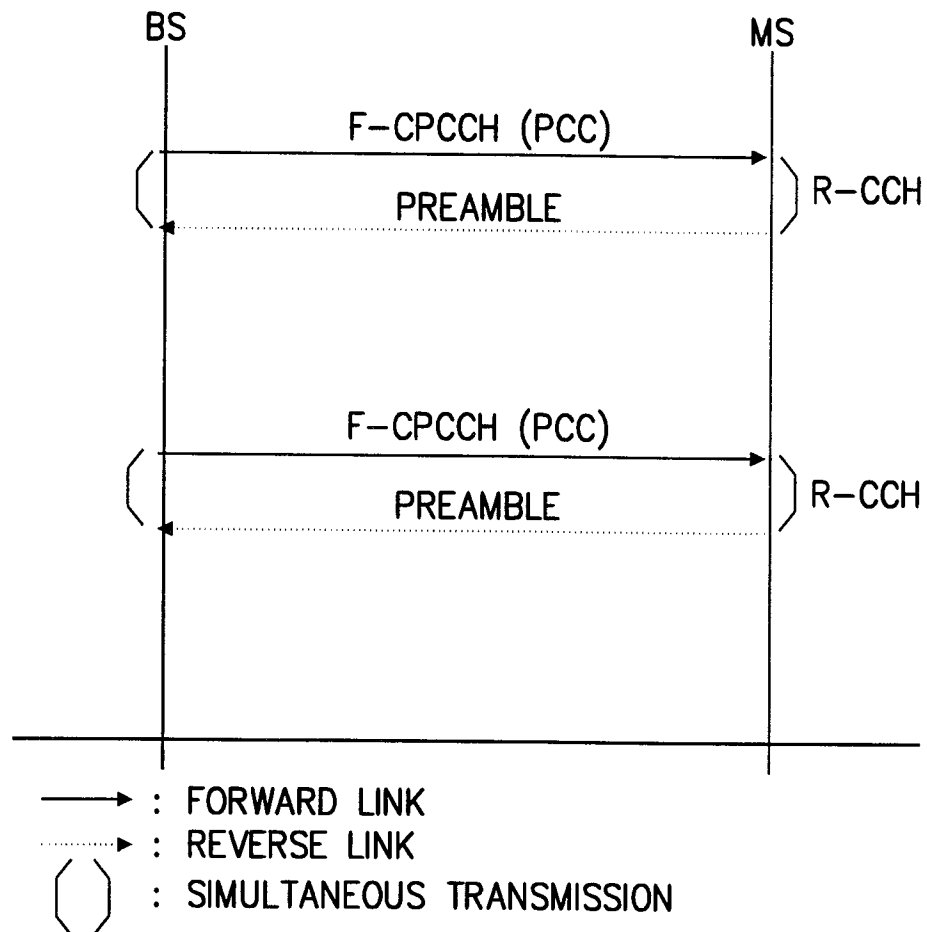 BS MS
F-CPCCH (PCC)
R-CCH
PREAMBLE
F-CPCCH (PCC)
R-CCH
PREAMBLE
: FORWARD LINK
: REVERSE LINK
: SIMULTANEOUS TRANSMISSION